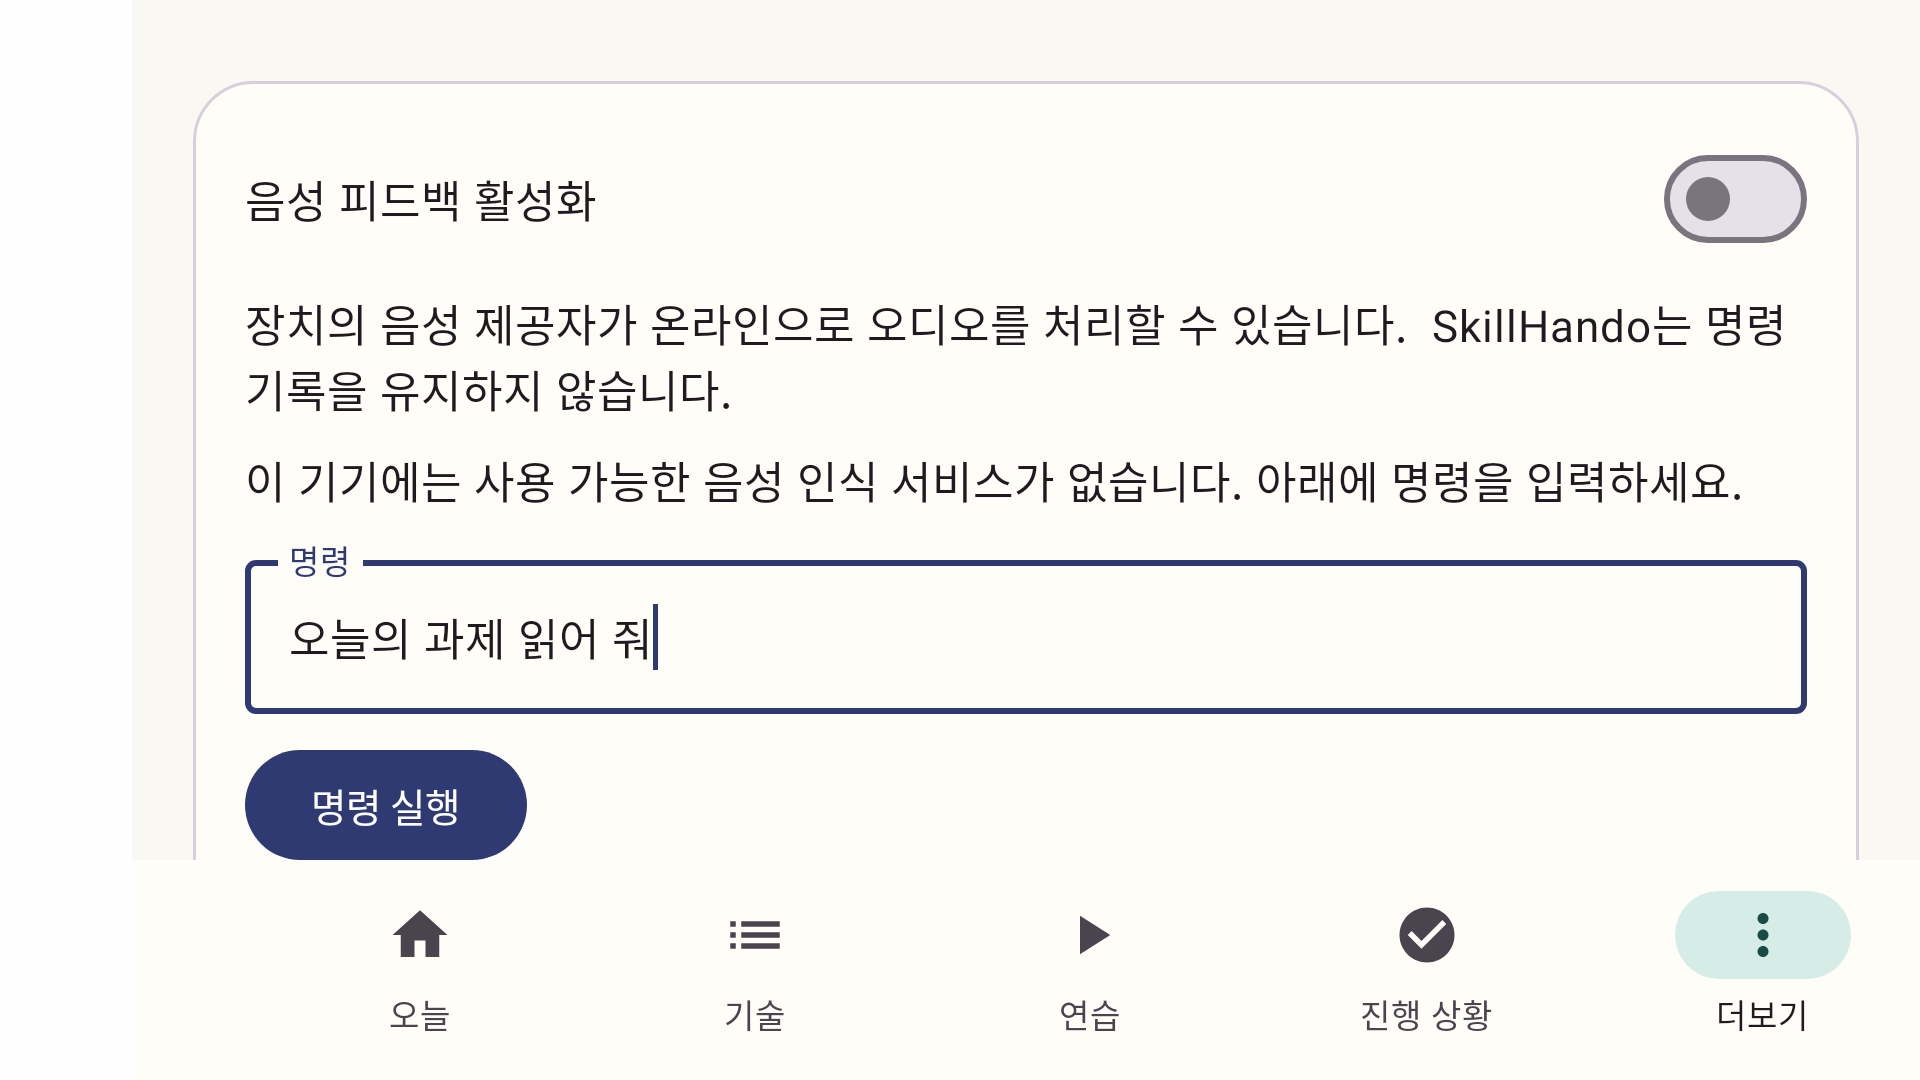 음성 피드백 활성화
장치의 음성 제공자가 온라인으로 오디오를 처리할 수 있습니다. SkillHando는 명령
기록을 유지하지 않습니다.
이 기기에는 사용 가능한 음성 인식 서비스가 없습니다. 아래에 명령을 입력하세요.
명령
오늘의 과제 읽어 줘
명령 실행
오늘
기술
연습
진행 상황
더보기